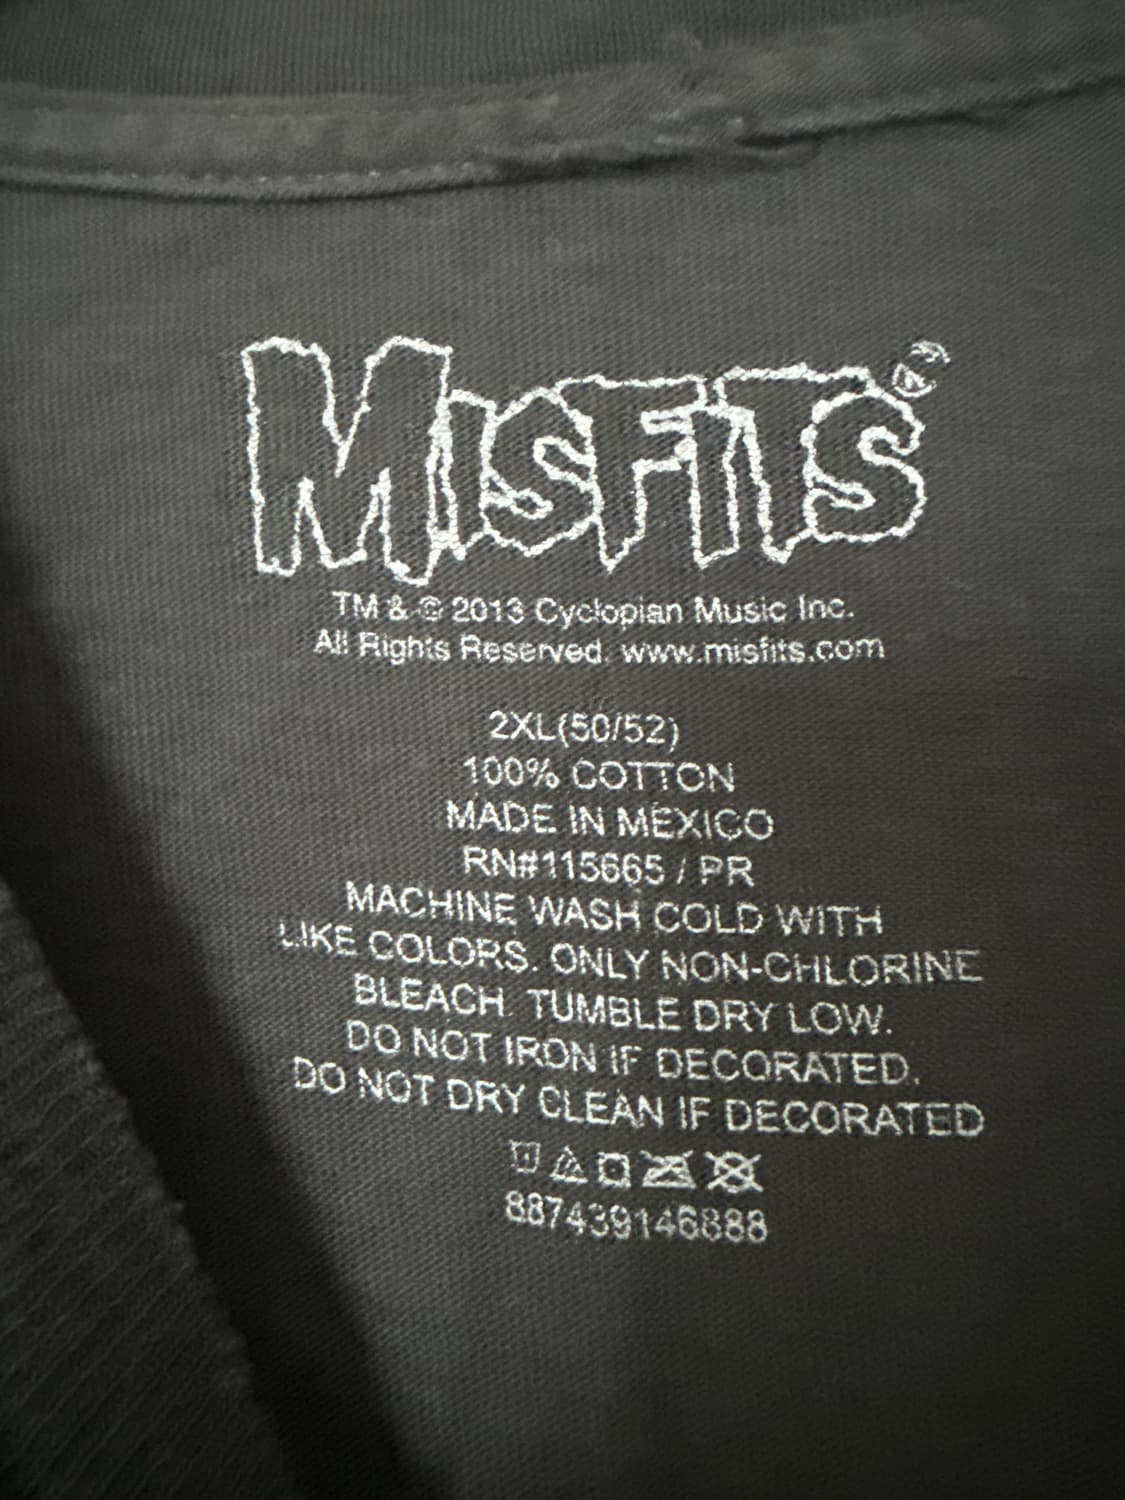 MISFITS ®
TM & © 2013 Cyclopian Music Inc.
All Rights Reserved. www.misfits.com
2XL(50/52)
100% COTTON
MADE IN MEXICO
RN#115665 / PR
MACHINE WASH COLD WITH
LIKE COLORS. ONLY NON-CHLORINE
BLEACH. TUMBLE DRY LOW.
DO NOT IRON IF DECORATED.
DO NOT DRY CLEAN IF DECORATED
887439146888